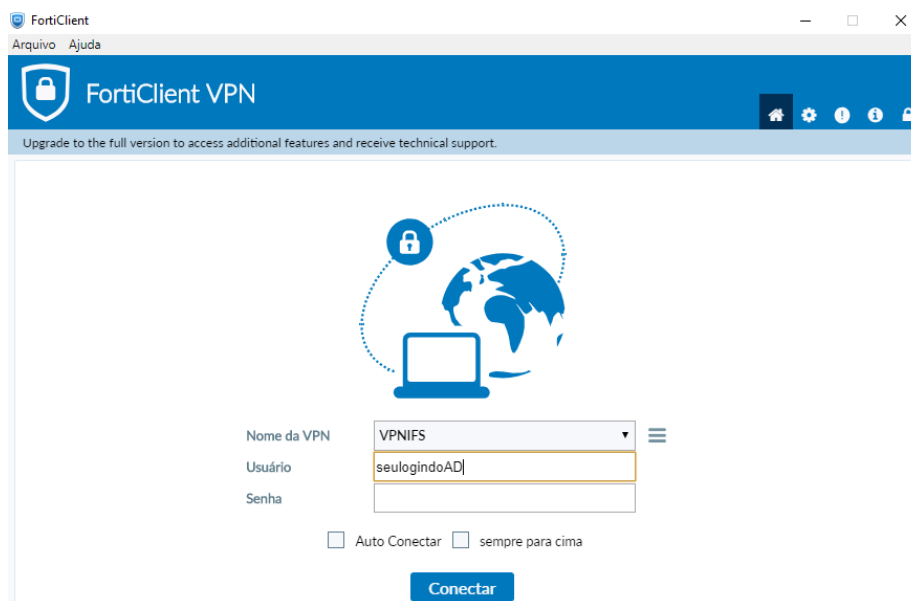 FortiClient
Arquivo Ajuda
FortiClient VPN
Upgrade to the full version to access additional features and receive technical support.
Nome da VPN VPNIFS
Usuário seulogindoAD
Senha
Auto Conectar sempre para cima
Conectar